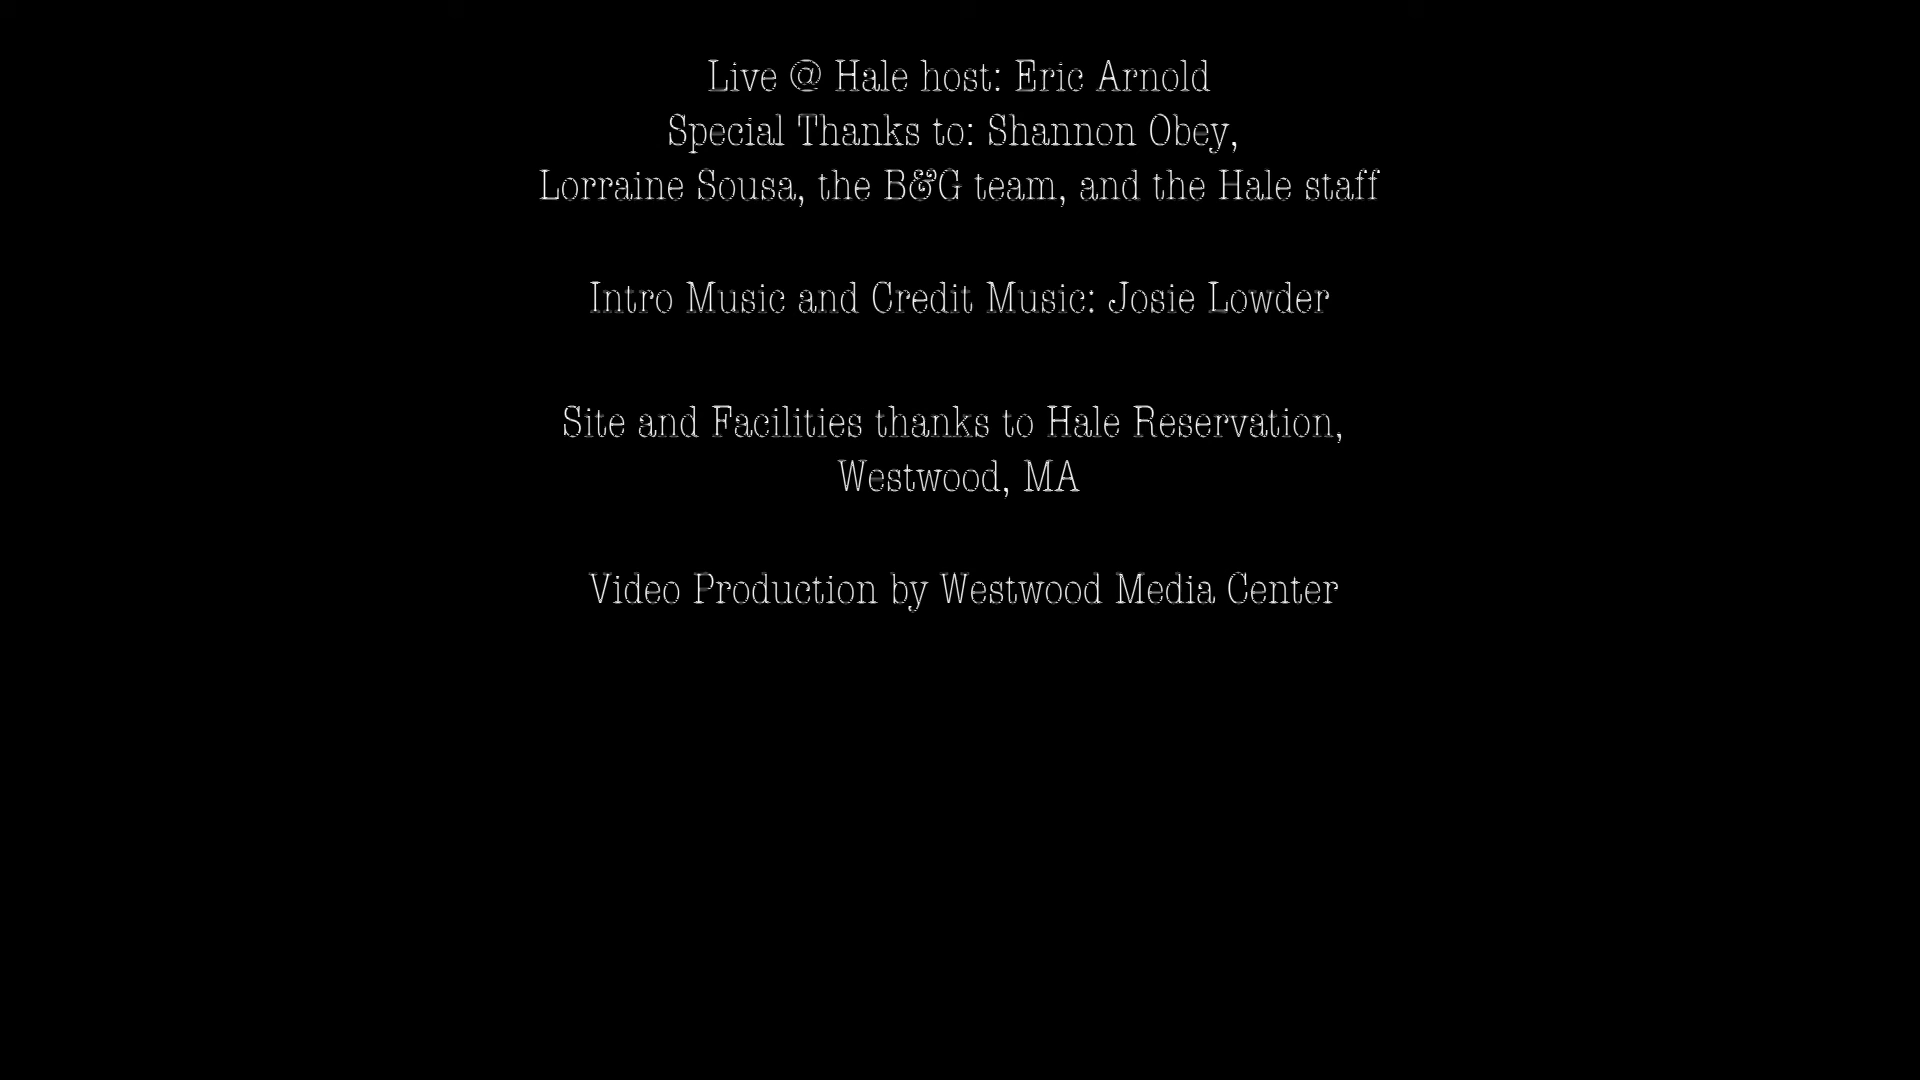 Live @ Hale host: Eric Arnold
Special Thanks to: Shannon Obey,
Lorraine Sousa, the B&G team, and the Hale staff
Intro Music and Credit Music: Josie Lowder
Site and Facilities thanks to Hale Reservation,
Westwood, MA
Video Production by Westwood Media Center